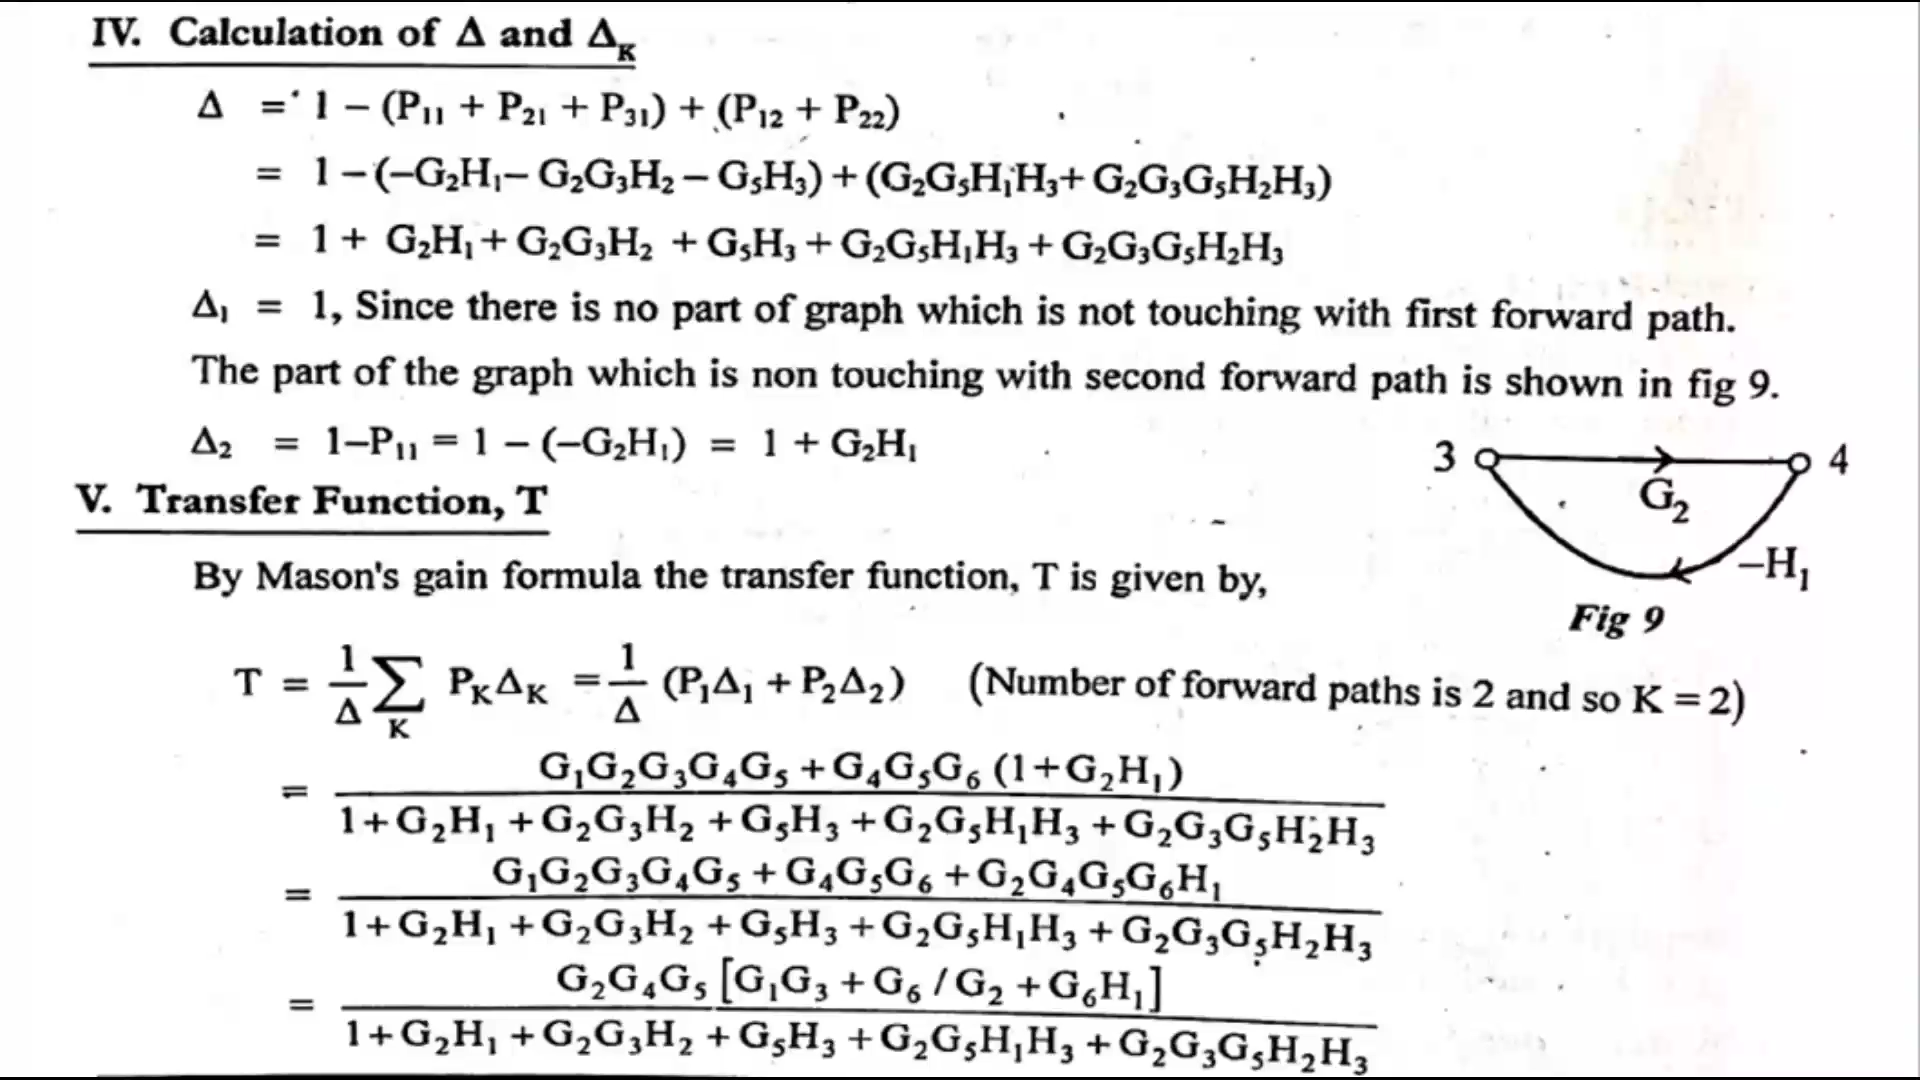 IV. Calculation of Δ and Δ_K
Δ = 1 – (P₁₁ + P₂₁ + P₃₁) + (P₁₂ + P₂₂)
= 1 – (–G₂H₁ – G₂G₃H₂ – G₅H₃) + (G₂G₅H₁H₃ + G₂G₃G₅H₂H₃)
= 1 + G₂H₁ + G₂G₃H₂ + G₅H₃ + G₂G₅H₁H₃ + G₂G₃G₅H₂H₃
Δ₁ = 1, Since there is no part of graph which is not touching with first forward path.
The part of the graph which is non touching with second forward path is shown in fig 9.
Δ₂ = 1–P₁₁ = 1 – (–G₂H₁) = 1 + G₂H₁
3 4
G₂
–H₁
Fig 9
V. Transfer Function, T
By Mason's gain formula the transfer function, T is given by,
T = 1/Δ Σ_K P_KΔ_K = 1/Δ (P₁Δ₁ + P₂Δ₂) (Number of forward paths is 2 and so K = 2)
G₁G₂G₃G₄G₅ + G₄G₅G₆ (1+G₂H₁)
=
1+G₂H₁ + G₂G₃H₂ + G₅H₃ + G₂G₅H₁H₃ + G₂G₃G₅H₂H₃
G₁G₂G₃G₄G₅ + G₄G₅G₆ + G₂G₄G₅G₆H₁
=
1+G₂H₁ + G₂G₃H₂ + G₅H₃ + G₂G₅H₁H₃ + G₂G₃G₅H₂H₃
G₂G₄G₅ [G₁G₃ + G₆ / G₂ + G₆H₁]
=
1+G₂H₁ + G₂G₃H₂ + G₅H₃ + G₂G₅H₁H₃ + G₂G₃G₅H₂H₃